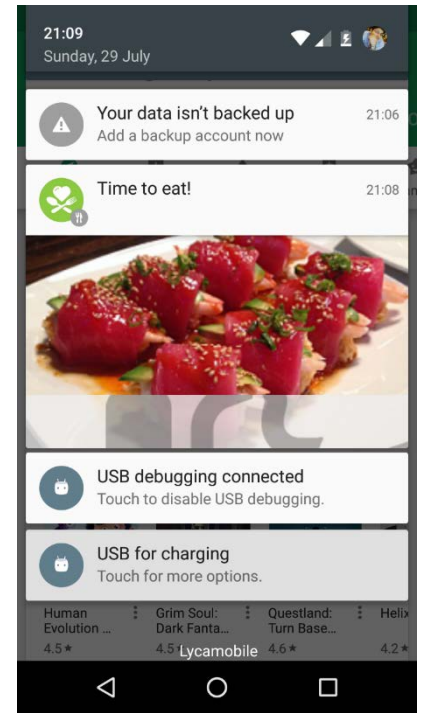 21:09
Sunday, 29 July
Your data isn't backed up 21:06
Add a backup account now
Time to eat! 21:08
USB debugging connected
Touch to disable USB debugging.
USB for charging
Touch for more options.
Human Grim Soul: Questland: Helix
Evolution ... Dark Fanta... Turn Base...
4.5★ 4.5★ 4.6★ 4.2★
Lycamobile